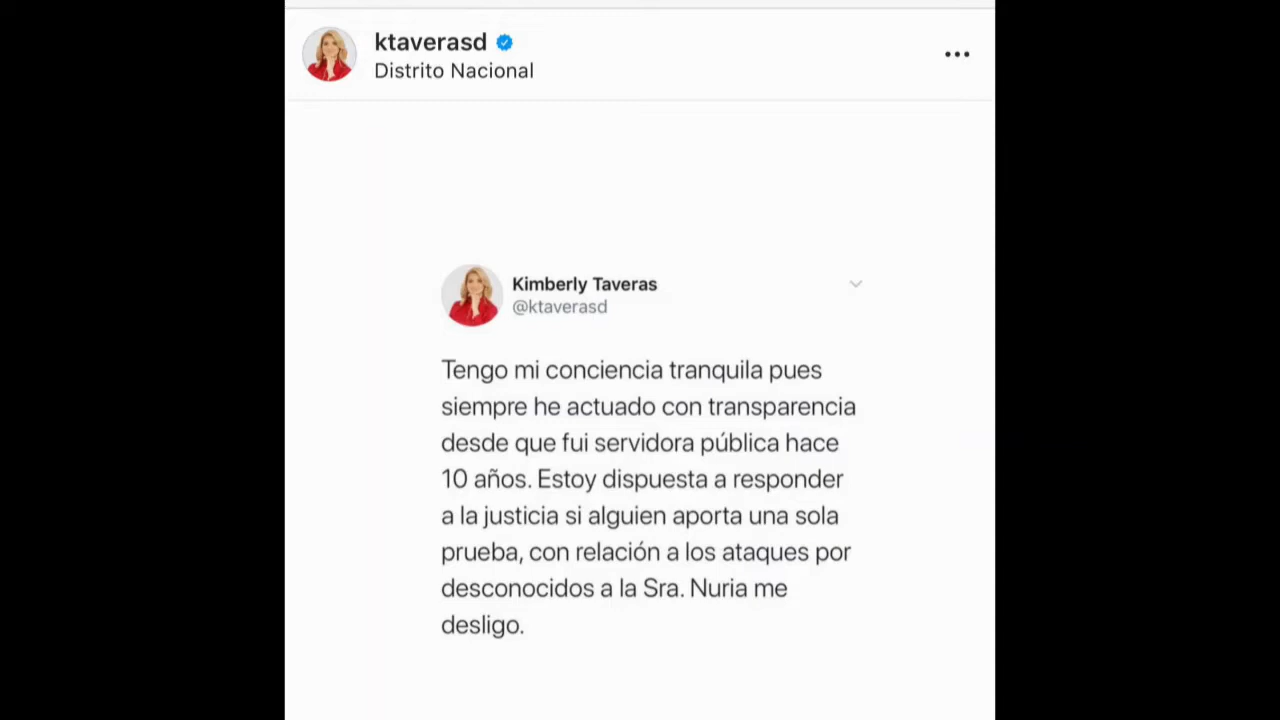 ktaverasd
Distrito Nacional
Kimberly Taveras
@ktaverasd
Tengo mi conciencia tranquila pues
siempre he actuado con transparencia
desde que fui servidora pública hace
10 años. Estoy dispuesta a responder
a la justicia si alguien aporta una sola
prueba, con relación a los ataques por
desconocidos a la Sra. Nuria me
desligo.